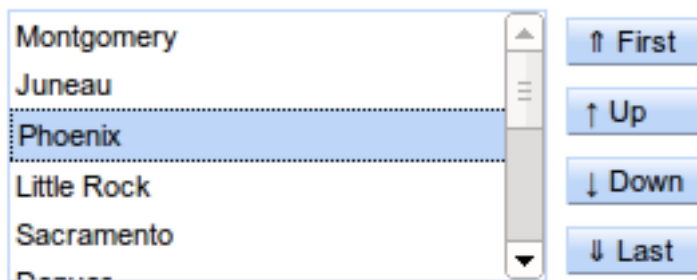 Montgomery
Juneau
Phoenix
Little Rock
Sacramento
⇑ First
↑ Up
↓ Down
⇓ Last